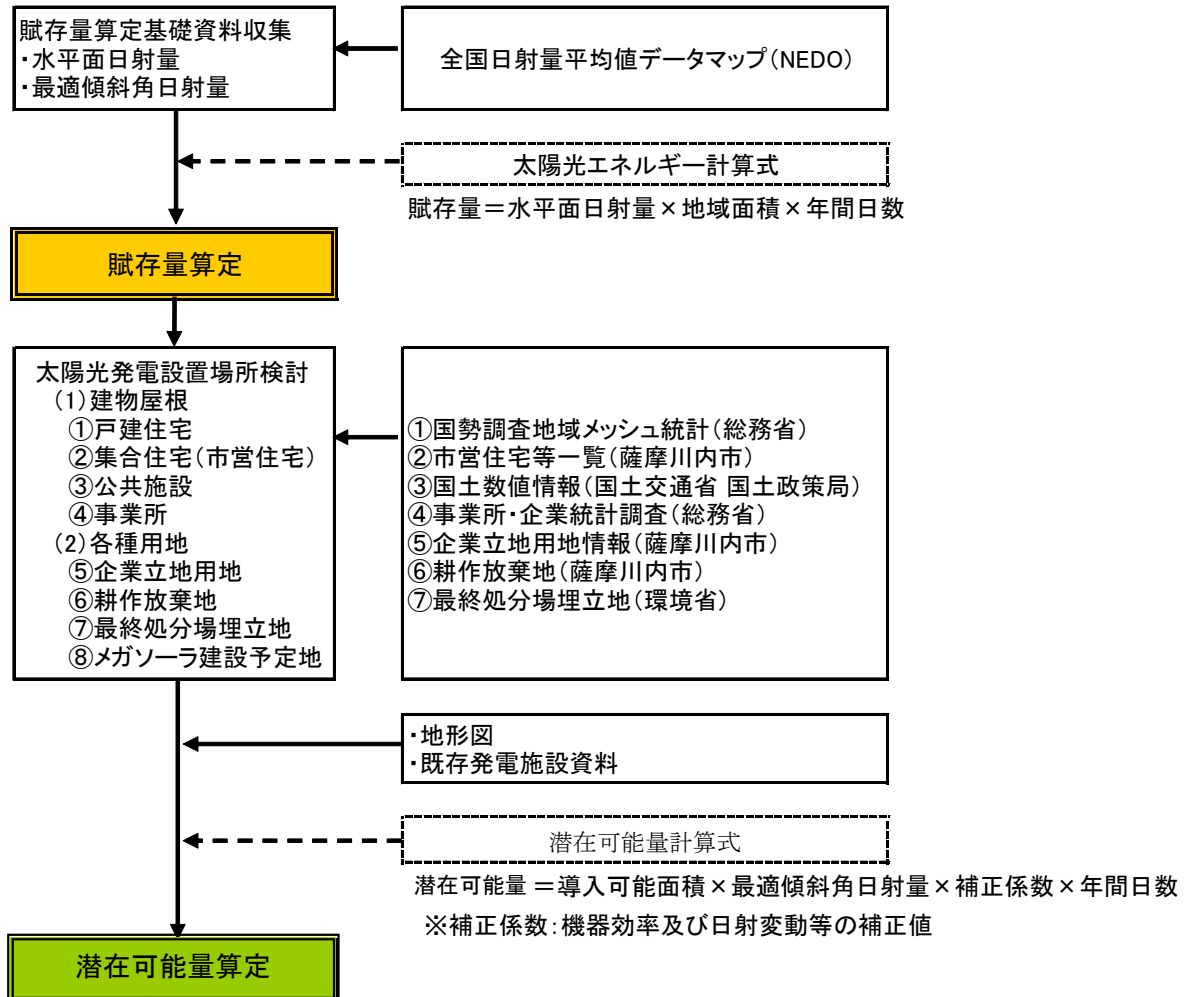 賦存量算定基礎資料収集
・水平面日射量
・最適傾斜角日射量
全国日射量平均値データマップ(NEDO)
太陽光エネルギー計算式
賦存量＝水平面日射量×地域面積×年間日数
賦存量算定
太陽光発電設置場所検討
(1)建物屋根
①戸建住宅
②集合住宅(市営住宅)
③公共施設
④事業所
(2)各種用地
⑤企業立地用地
⑥耕作放棄地
⑦最終処分場埋立地
⑧メガソーラ建設予定地
①国勢調査地域メッシュ統計(総務省)
②市営住宅等一覧(薩摩川内市)
③国土数値情報(国土交通省 国土政策局)
④事業所・企業統計調査(総務省)
⑤企業立地用地情報(薩摩川内市)
⑥耕作放棄地(薩摩川内市)
⑦最終処分場埋立地(環境省)
・地形図
・既存発電施設資料
潜在可能量計算式
潜在可能量＝導入可能面積×最適傾斜角日射量×補正係数×年間日数
※補正係数：機器効率及び日射変動等の補正値
潜在可能量算定